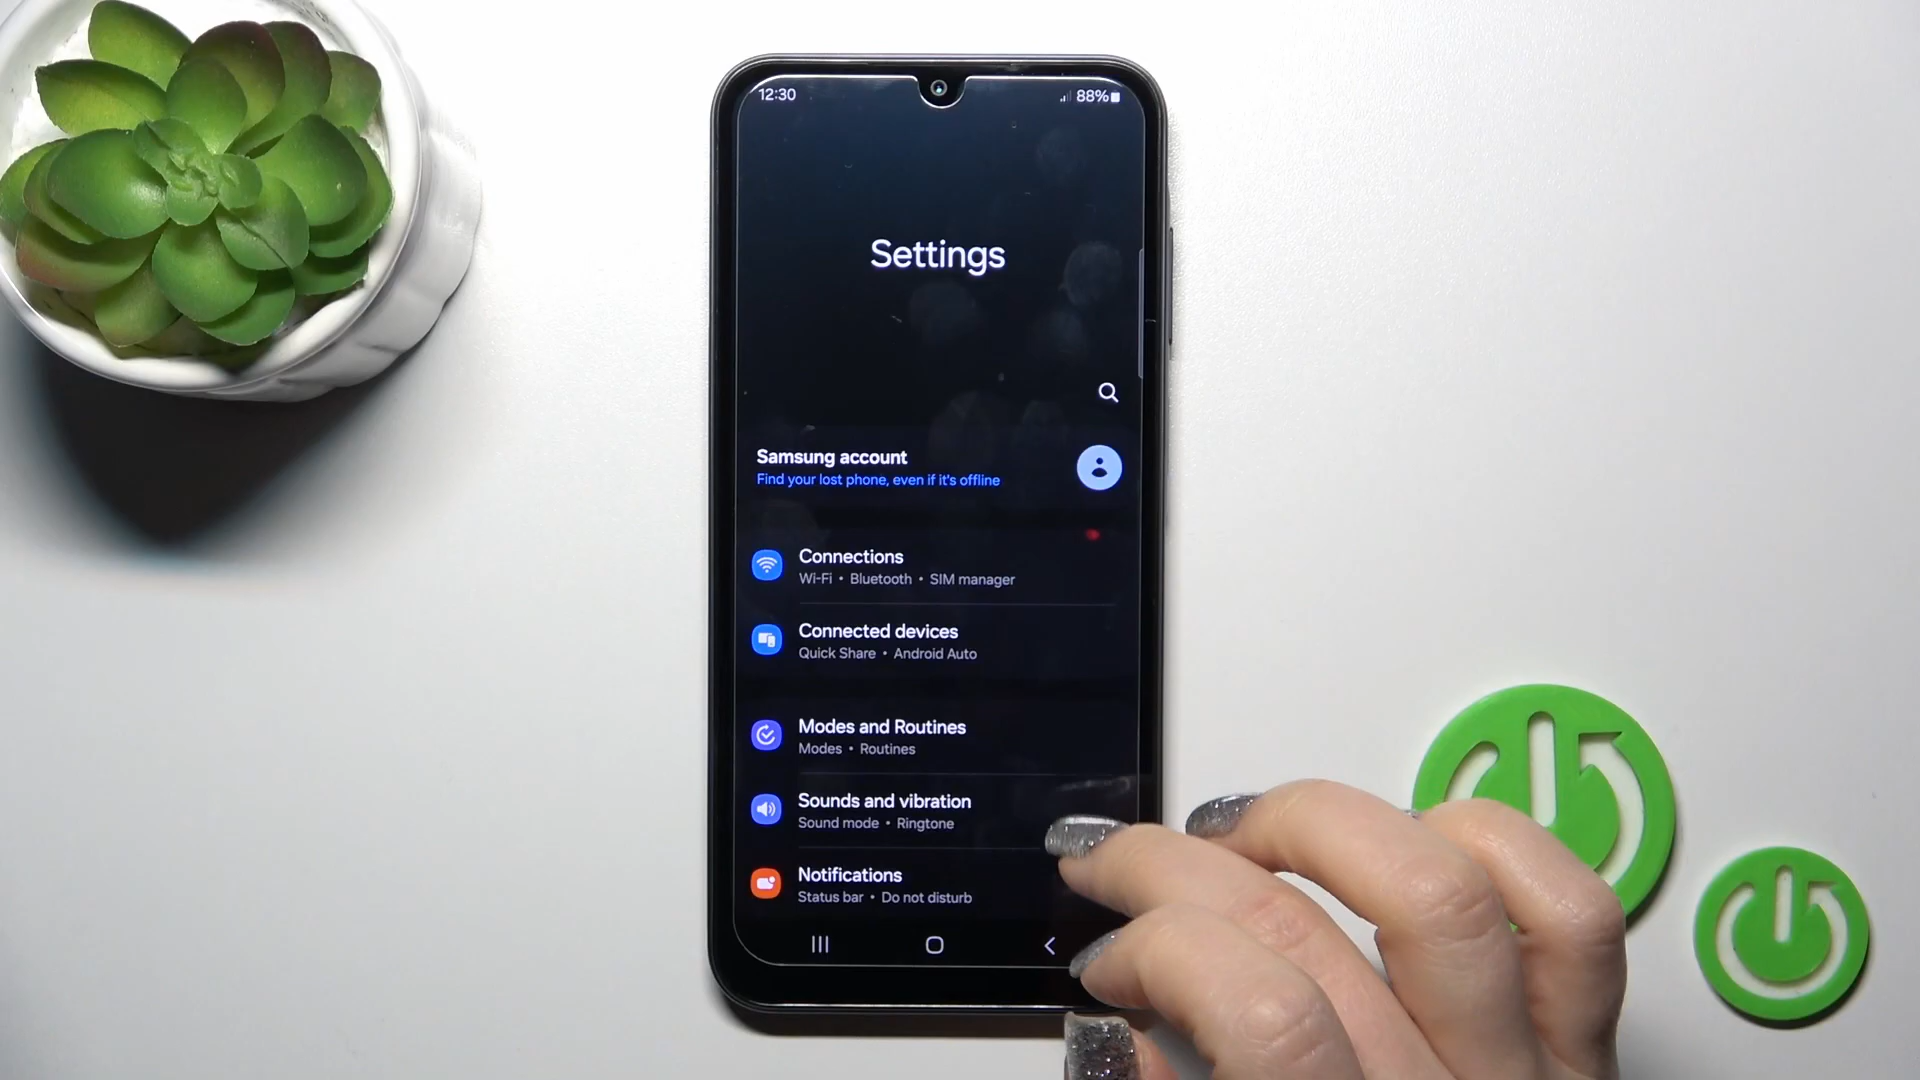 12:30
88%
Settings
Samsung account
Find your lost phone, even if it's offline
Connections
Wi-Fi • Bluetooth • SIM manager
Connected devices
Quick Share • Android Auto
Modes and Routines
Modes • Routines
Sounds and vibration
Sound mode • Ringtone
Notifications
Status bar • Do not disturb